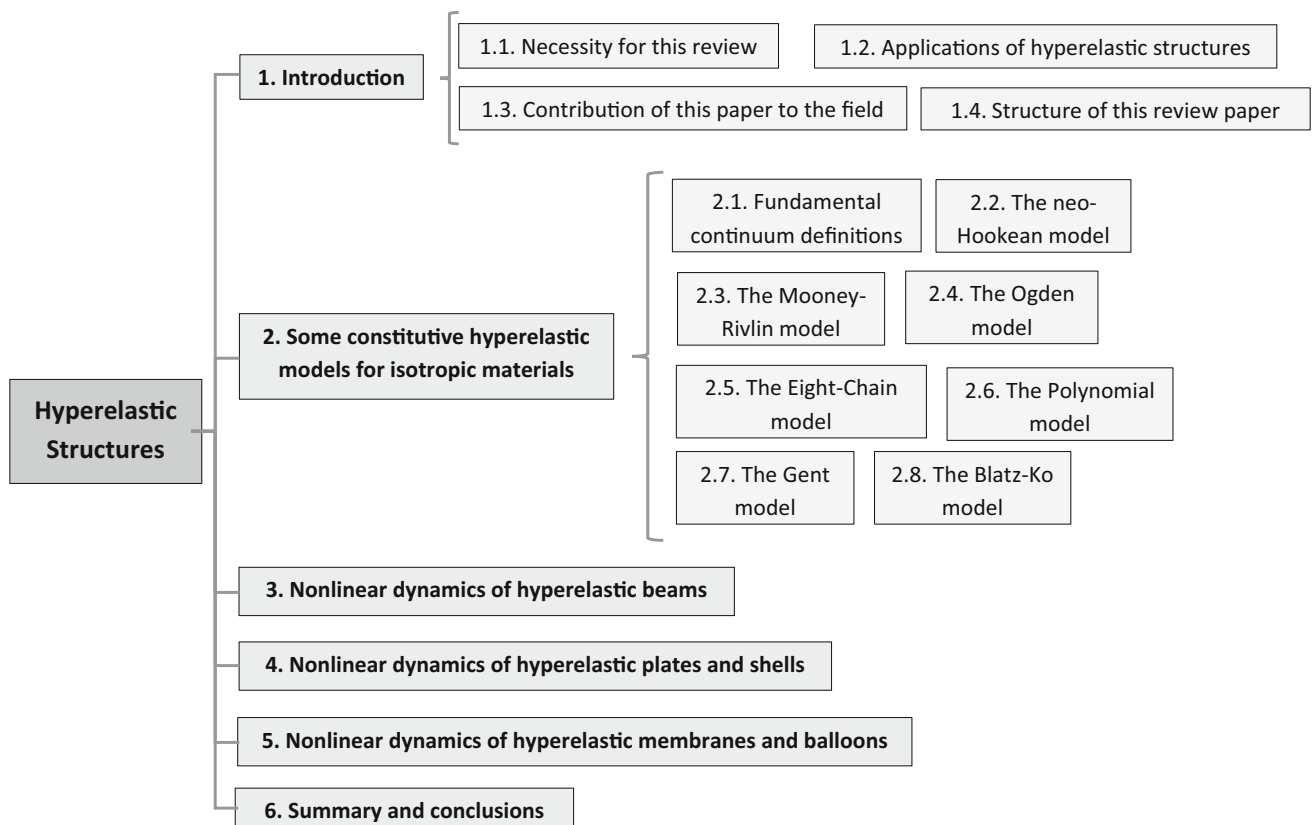 Hyperelastic
Structures
1. Introduction
1.1. Necessity for this review
1.2. Applications of hyperelastic structures
1.3. Contribution of this paper to the field
1.4. Structure of this review paper
2. Some constitutive hyperelastic
models for isotropic materials
2.1. Fundamental
continuum definitions
2.2. The neo-
Hookean model
2.3. The Mooney-
Rivlin model
2.4. The Ogden
model
2.5. The Eight-Chain
model
2.6. The Polynomial
model
2.7. The Gent
model
2.8. The Blatz-Ko
model
3. Nonlinear dynamics of hyperelastic beams
4. Nonlinear dynamics of hyperelastic plates and shells
5. Nonlinear dynamics of hyperelastic membranes and balloons
6. Summary and conclusions